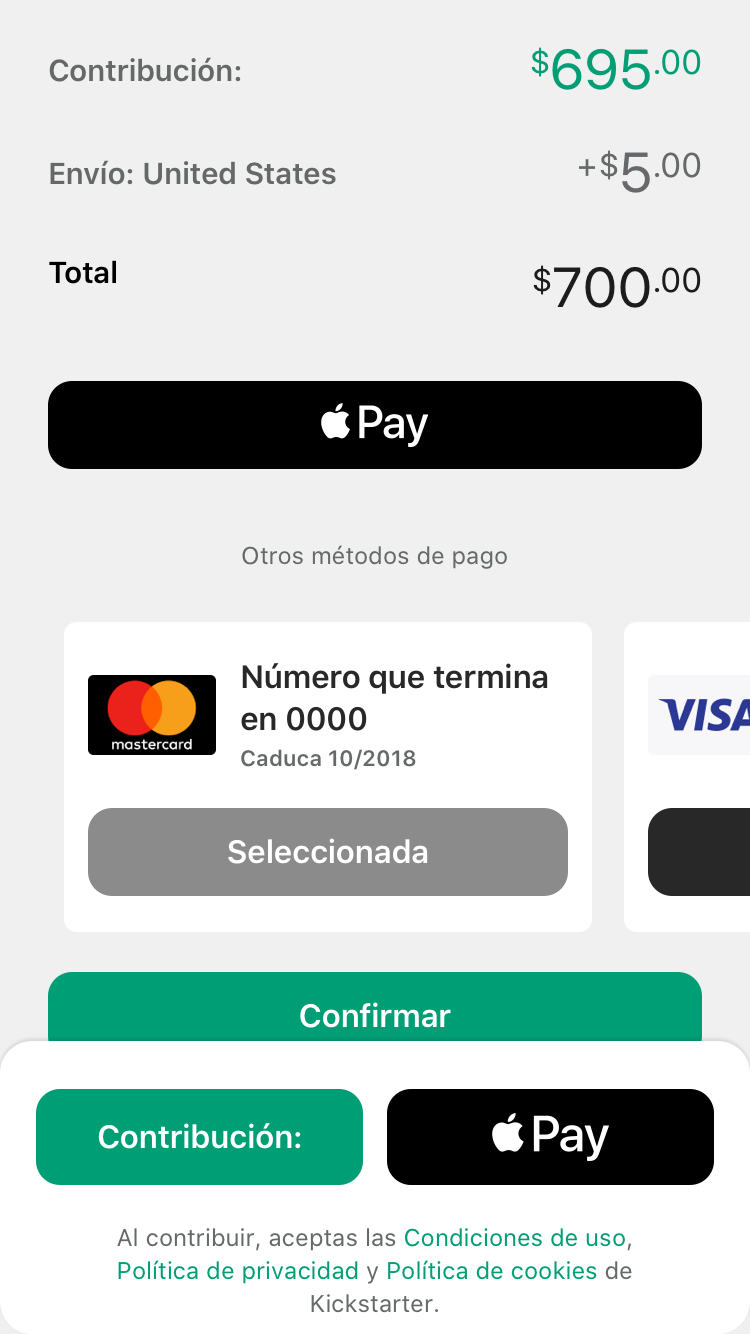 Contribución: $695.00
Envío: United States +$5.00
Total $700.00
Pay
Otros métodos de pago
mastercard
Número que termina
en 0000
Caduca 10/2018
VISA
Seleccionada
Confirmar
Contribución: Pay
Al contribuir, aceptas las Condiciones de uso,
Política de privacidad y Política de cookies de
Kickstarter.